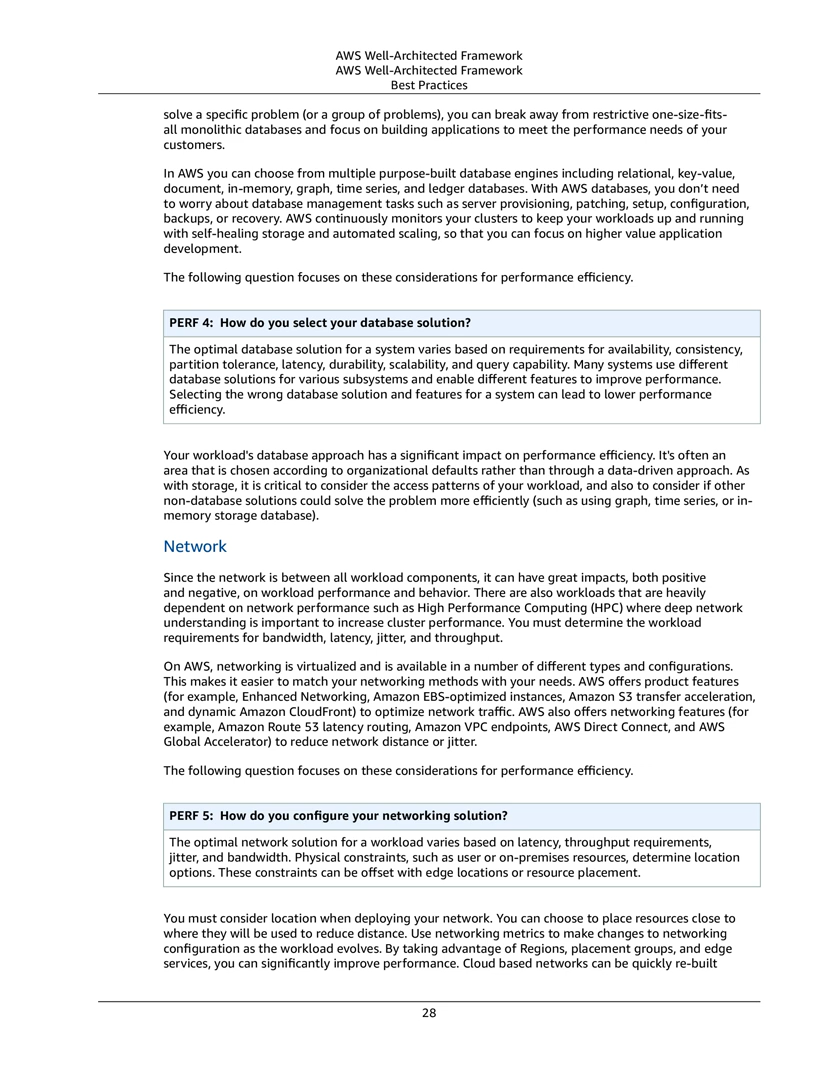 AWS Well-Architected Framework
AWS Well-Architected Framework
Best Practices
solve a specific problem (or a group of problems), you can break away from restrictive one-size-fits-
all monolithic databases and focus on building applications to meet the performance needs of your
customers.
In AWS you can choose from multiple purpose-built database engines including relational, key-value,
document, in-memory, graph, time series, and ledger databases. With AWS databases, you don’t need
to worry about database management tasks such as server provisioning, patching, setup, configuration,
backups, or recovery. AWS continuously monitors your clusters to keep your workloads up and running
with self-healing storage and automated scaling, so that you can focus on higher value application
development.
The following question focuses on these considerations for performance efficiency.
PERF 4:  How do you select your database solution?
The optimal database solution for a system varies based on requirements for availability, consistency,
partition tolerance, latency, durability, scalability, and query capability. Many systems use different
database solutions for various subsystems and enable different features to improve performance.
Selecting the wrong database solution and features for a system can lead to lower performance
efficiency.
Your workload's database approach has a significant impact on performance efficiency. It's often an
area that is chosen according to organizational defaults rather than through a data-driven approach. As
with storage, it is critical to consider the access patterns of your workload, and also to consider if other
non-database solutions could solve the problem more efficiently (such as using graph, time series, or in-
memory storage database).
Network
Since the network is between all workload components, it can have great impacts, both positive
and negative, on workload performance and behavior. There are also workloads that are heavily
dependent on network performance such as High Performance Computing (HPC) where deep network
understanding is important to increase cluster performance. You must determine the workload
requirements for bandwidth, latency, jitter, and throughput.
On AWS, networking is virtualized and is available in a number of different types and configurations.
This makes it easier to match your networking methods with your needs. AWS offers product features
(for example, Enhanced Networking, Amazon EBS-optimized instances, Amazon S3 transfer acceleration,
and dynamic Amazon CloudFront) to optimize network traffic. AWS also offers networking features (for
example, Amazon Route 53 latency routing, Amazon VPC endpoints, AWS Direct Connect, and AWS
Global Accelerator) to reduce network distance or jitter.
The following question focuses on these considerations for performance efficiency.
PERF 5:  How do you configure your networking solution?
The optimal network solution for a workload varies based on latency, throughput requirements,
jitter, and bandwidth. Physical constraints, such as user or on-premises resources, determine location
options. These constraints can be offset with edge locations or resource placement.
You must consider location when deploying your network. You can choose to place resources close to
where they will be used to reduce distance. Use networking metrics to make changes to networking
configuration as the workload evolves. By taking advantage of Regions, placement groups, and edge
services, you can significantly improve performance. Cloud based networks can be quickly re-built
28